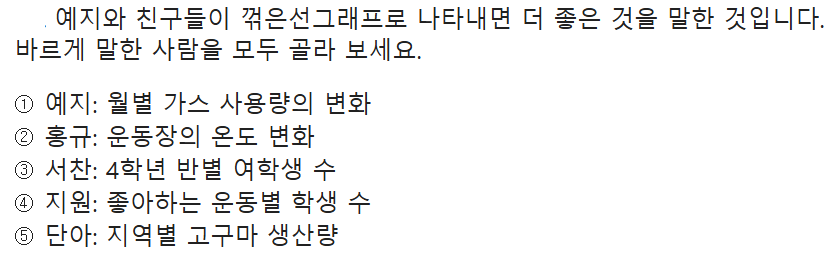 . 예지와 친구들이 꺾은선그래프로 나타내면 더 좋은 것을 말한 것입니다.
바르게 말한 사람을 모두 골라 보세요.
① 예지: 월별 가스 사용량의 변화
② 홍규: 운동장의 온도 변화
③ 서찬: 4학년 반별 여학생 수
④ 지원: 좋아하는 운동별 학생 수
⑤ 단아: 지역별 고구마 생산량